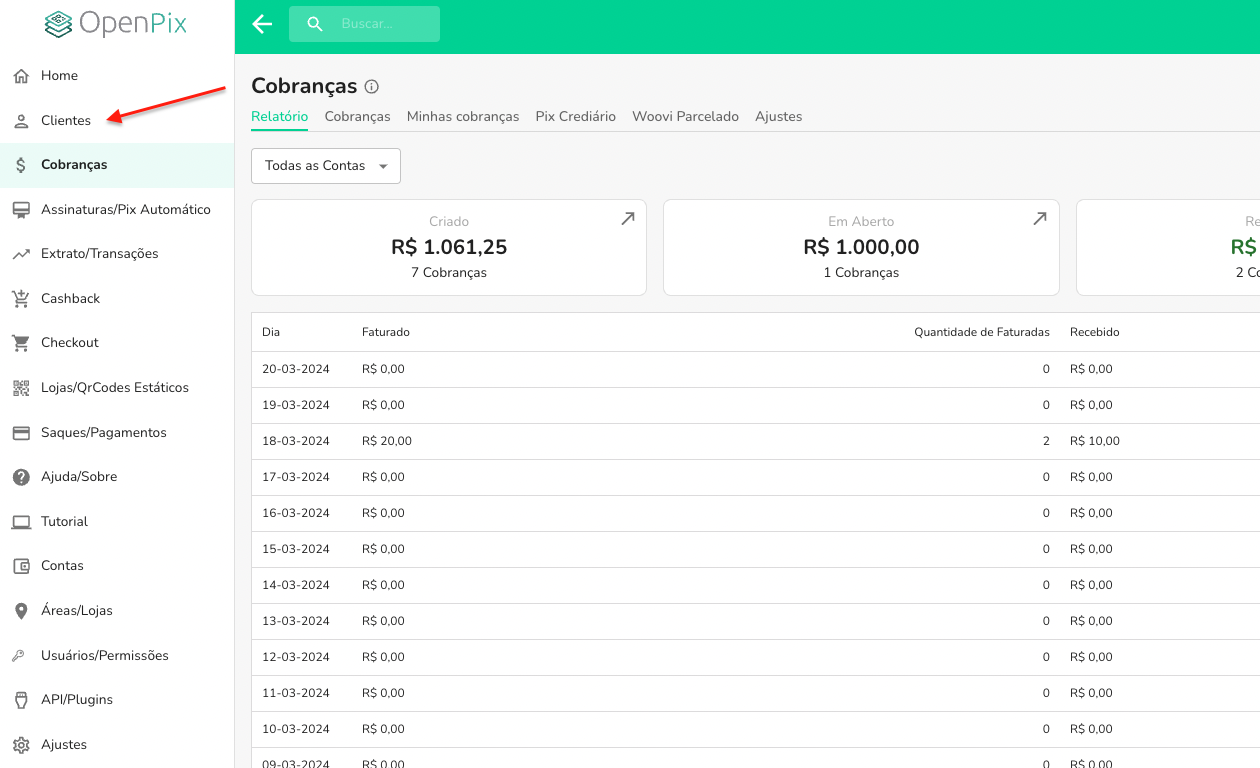 OpenPix
Buscar...
Home
Clientes
Cobranças
Assinaturas/Pix Automático
Extrato/Transações
Cashback
Checkout
Lojas/QrCodes Estáticos
Saques/Pagamentos
Ajuda/Sobre
Tutorial
Contas
Áreas/Lojas
Usuários/Permissões
API/Plugins
Ajustes
Cobranças
Relatório Cobranças Minhas cobranças Pix Crediário Woovi Parcelado Ajustes
Todas as Contas
Criado
R$ 1.061,25
7 Cobranças
Em Aberto
R$ 1.000,00
1 Cobranças
Re
R$
2 Co
Dia Faturado Quantidade de Faturadas Recebido
20-03-2024 R$ 0,00 0 R$ 0,00
19-03-2024 R$ 0,00 0 R$ 0,00
18-03-2024 R$ 20,00 2 R$ 10,00
17-03-2024 R$ 0,00 0 R$ 0,00
16-03-2024 R$ 0,00 0 R$ 0,00
15-03-2024 R$ 0,00 0 R$ 0,00
14-03-2024 R$ 0,00 0 R$ 0,00
13-03-2024 R$ 0,00 0 R$ 0,00
12-03-2024 R$ 0,00 0 R$ 0,00
11-03-2024 R$ 0,00 0 R$ 0,00
10-03-2024 R$ 0,00 0 R$ 0,00
09-03-2024 R$ 0,00 0 R$ 0,00